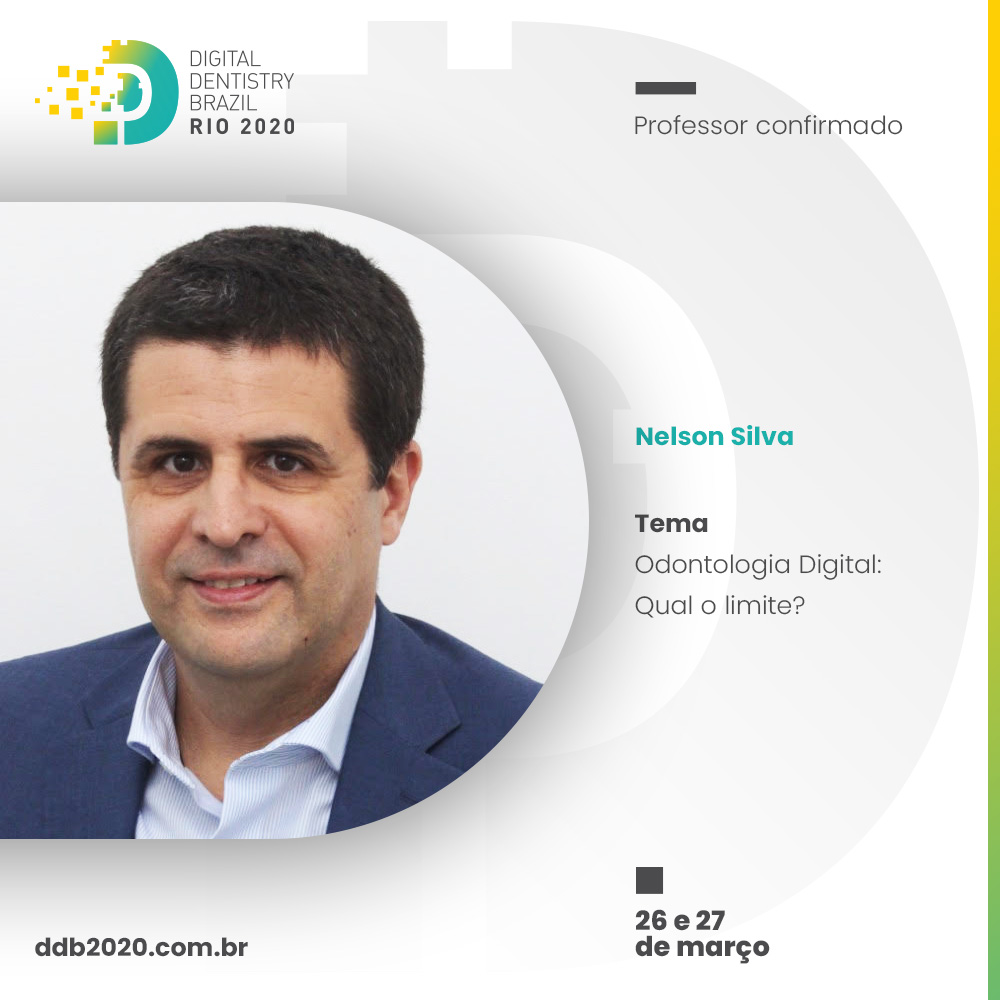 DIGITAL
DENTISTRY
BRAZIL
RIO 2020
Professor confirmado
Nelson Silva
Tema
Odontologia Digital:
Qual o limite?
26 e 27
de março
ddb2020.com.br